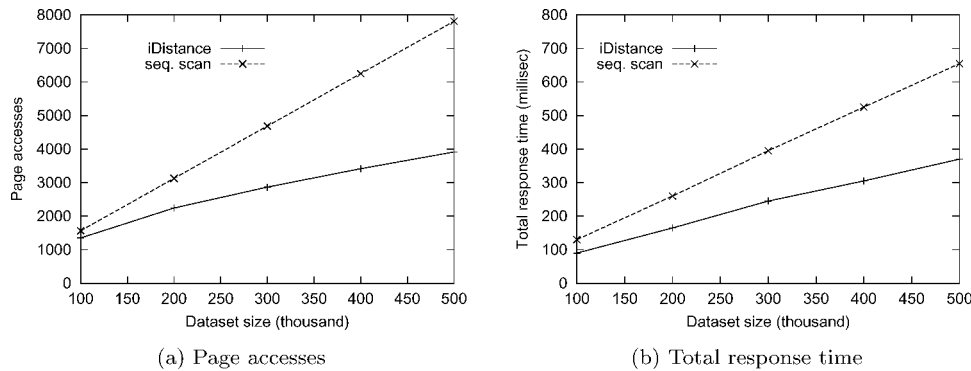 Page accesses
8000
7000
6000
5000
4000
3000
2000
1000
0
iDistance
seq. scan
100 150 200 250 300 350 400 450 500
Dataset size (thousand)
(a) Page accesses
Total response time (millisec)
800
700
600
500
400
300
200
100
0
iDistance
seq. scan
100 150 200 250 300 350 400 450 500
Dataset size (thousand)
(b) Total response time